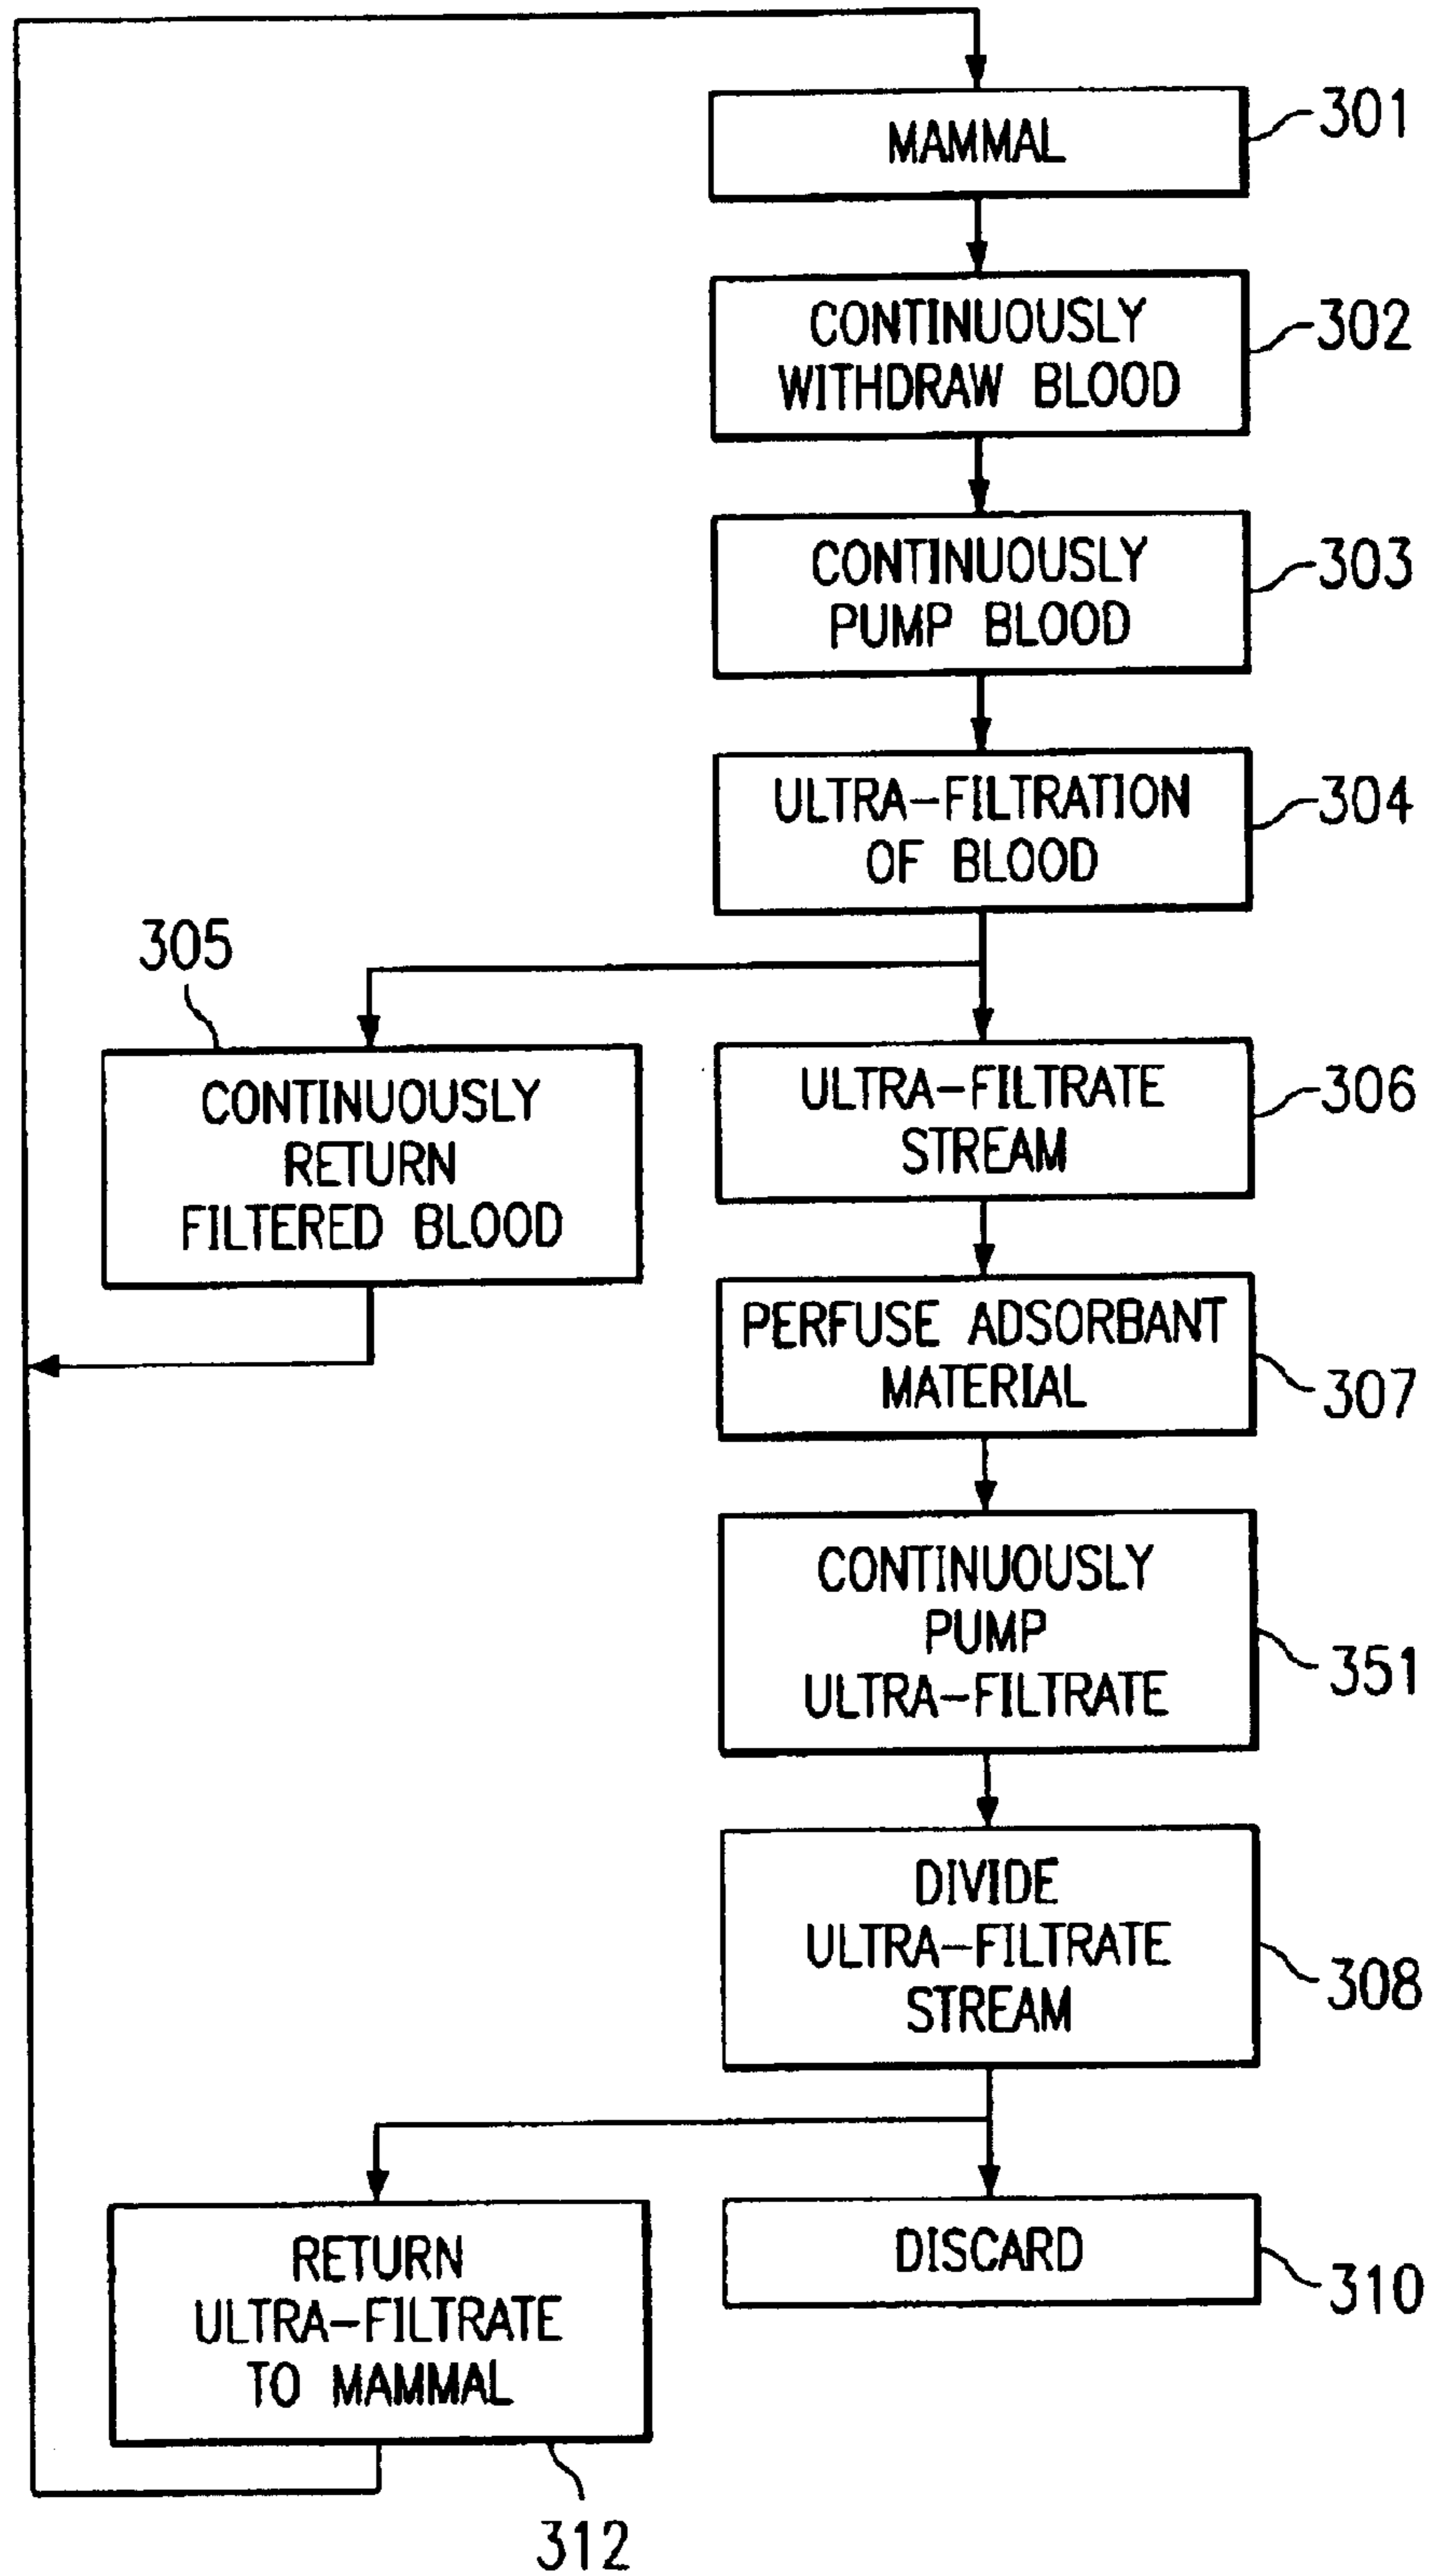 MAMMAL
301
CONTINUOUSLY
WITHDRAW BLOOD
302
CONTINUOUSLY
PUMP BLOOD
303
ULTRA-FILTRATION
OF BLOOD
304
305
CONTINUOUSLY
RETURN
FILTERED BLOOD
ULTRA-FILTRATE
STREAM
306
PERFUSE ADSORBANT
MATERIAL
307
CONTINUOUSLY
PUMP
ULTRA-FILTRATE
351
DIVIDE
ULTRA-FILTRATE
STREAM
308
RETURN
ULTRA-FILTRATE
TO MAMMAL
312
DISCARD
310